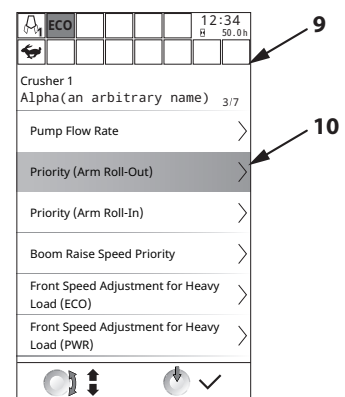 1 ECO 12:34
50.0h
9
Crusher 1
Alpha(an arbitrary name) 3/7
10
Pump Flow Rate
Priority (Arm Roll-Out)
Priority (Arm Roll-In)
Boom Raise Speed Priority
Front Speed Adjustment for Heavy
Load (ECO)
Front Speed Adjustment for Heavy
Load (PWR)